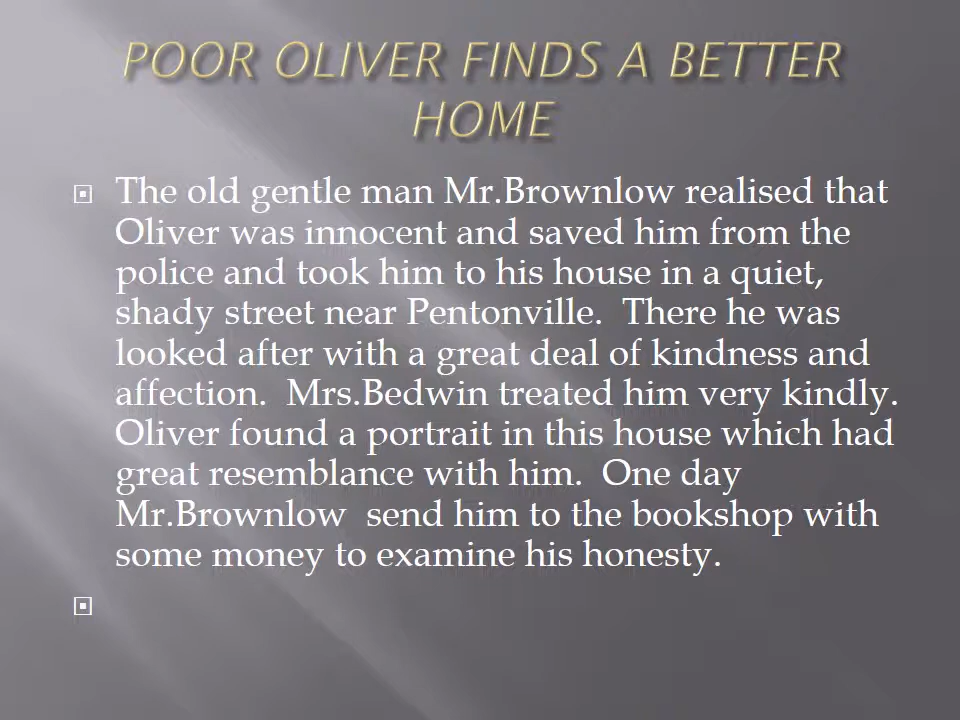 POOR OLIVER FINDS A BETTER
HOME
The old gentle man Mr.Brownlow realised that
Oliver was innocent and saved him from the
police and took him to his house in a quiet,
shady street near Pentonville.  There he was
looked after with a great deal of kindness and
affection.  Mrs.Bedwin treated him very kindly.
Oliver found a portrait in this house which had
great resemblance with him.  One day
Mr.Brownlow  send him to the bookshop with
some money to examine his honesty.